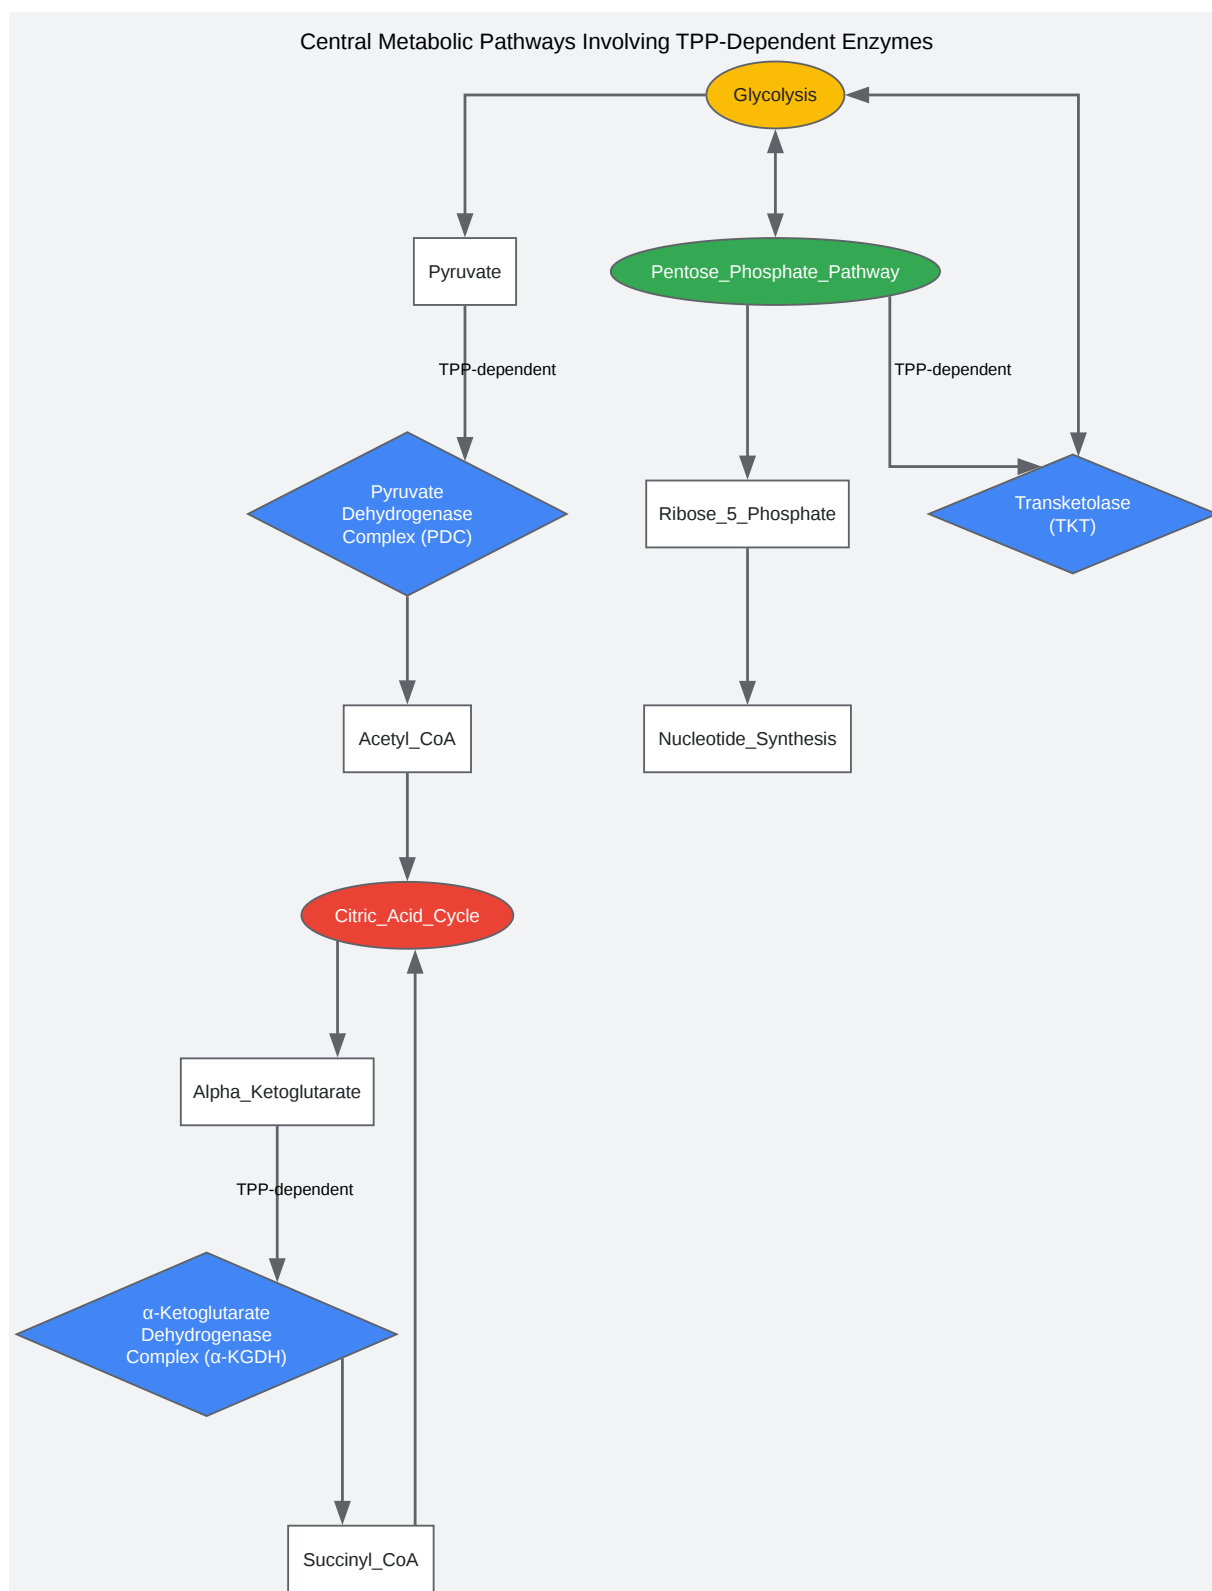 Central Metabolic Pathways Involving TPP-Dependent Enzymes
Glycolysis
Pyruvate
Pentose_Phosphate_Pathway
TPP-dependent
TPP-dependent
Pyruvate
Dehydrogenase
Complex (PDC)
Ribose_5_Phosphate
Transketolase
(TKT)
Acetyl_CoA
Nucleotide_Synthesis
Citric_Acid_Cycle
Alpha_Ketoglutarate
TPP-dependent
α-Ketoglutarate
Dehydrogenase
Complex (α-KGDH)
Succinyl_CoA